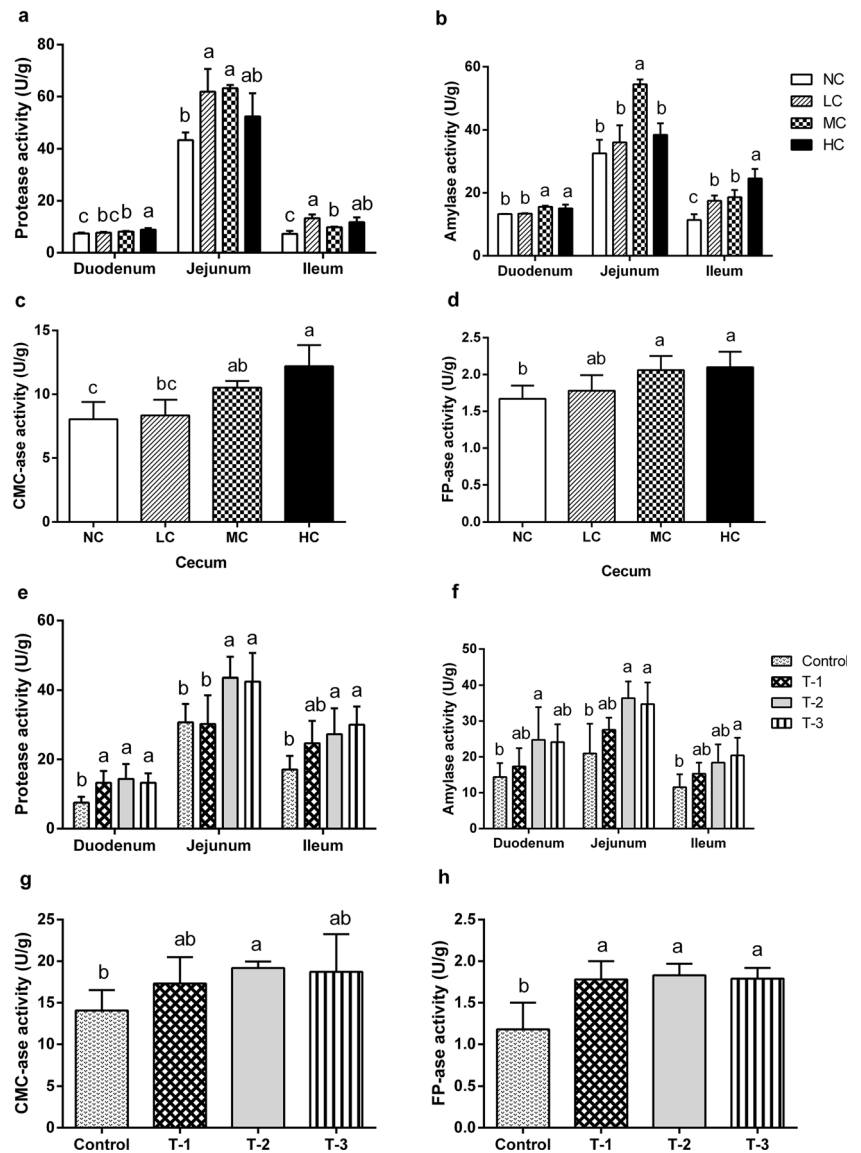 a
Protease activity (U/g)
80
60
40
20
0
b
a
a
ab
c
bc
b
a
c
a
b
ab
Duodenum
Jejunum
Ileum
b
Amylase activity (U/g)
60
40
20
0
b
b
a
a
b
b
a
b
c
b
b
a
Duodenum
Jejunum
Ileum
NC
LC
MC
HC
c
CMC-ase activity (U/g)
15
10
5
0
c
bc
ab
a
NC
LC
MC
HC
Cecum
d
FP-ase activity (U/g)
2.5
2.0
1.5
1.0
0.5
0.0
b
ab
a
a
NC
LC
MC
HC
Cecum
e
Protease activity (U/g)
60
40
20
0
b
a
a
a
b
b
a
a
b
ab
a
a
Duodenum
Jejunum
Ileum
f
Amylase activity (U/g)
50
40
30
20
10
0
b
ab
a
ab
b
ab
a
a
b
ab
ab
a
Duodenum
Jejunum
Ileum
Control
T-1
T-2
T-3
g
CMC-ase activity (U/g)
25
20
15
10
5
0
b
ab
a
ab
Control
T-1
T-2
T-3
h
FP-ase activity (U/g)
2.5
2.0
1.5
1.0
0.5
0.0
b
a
a
a
Control
T-1
T-2
T-3